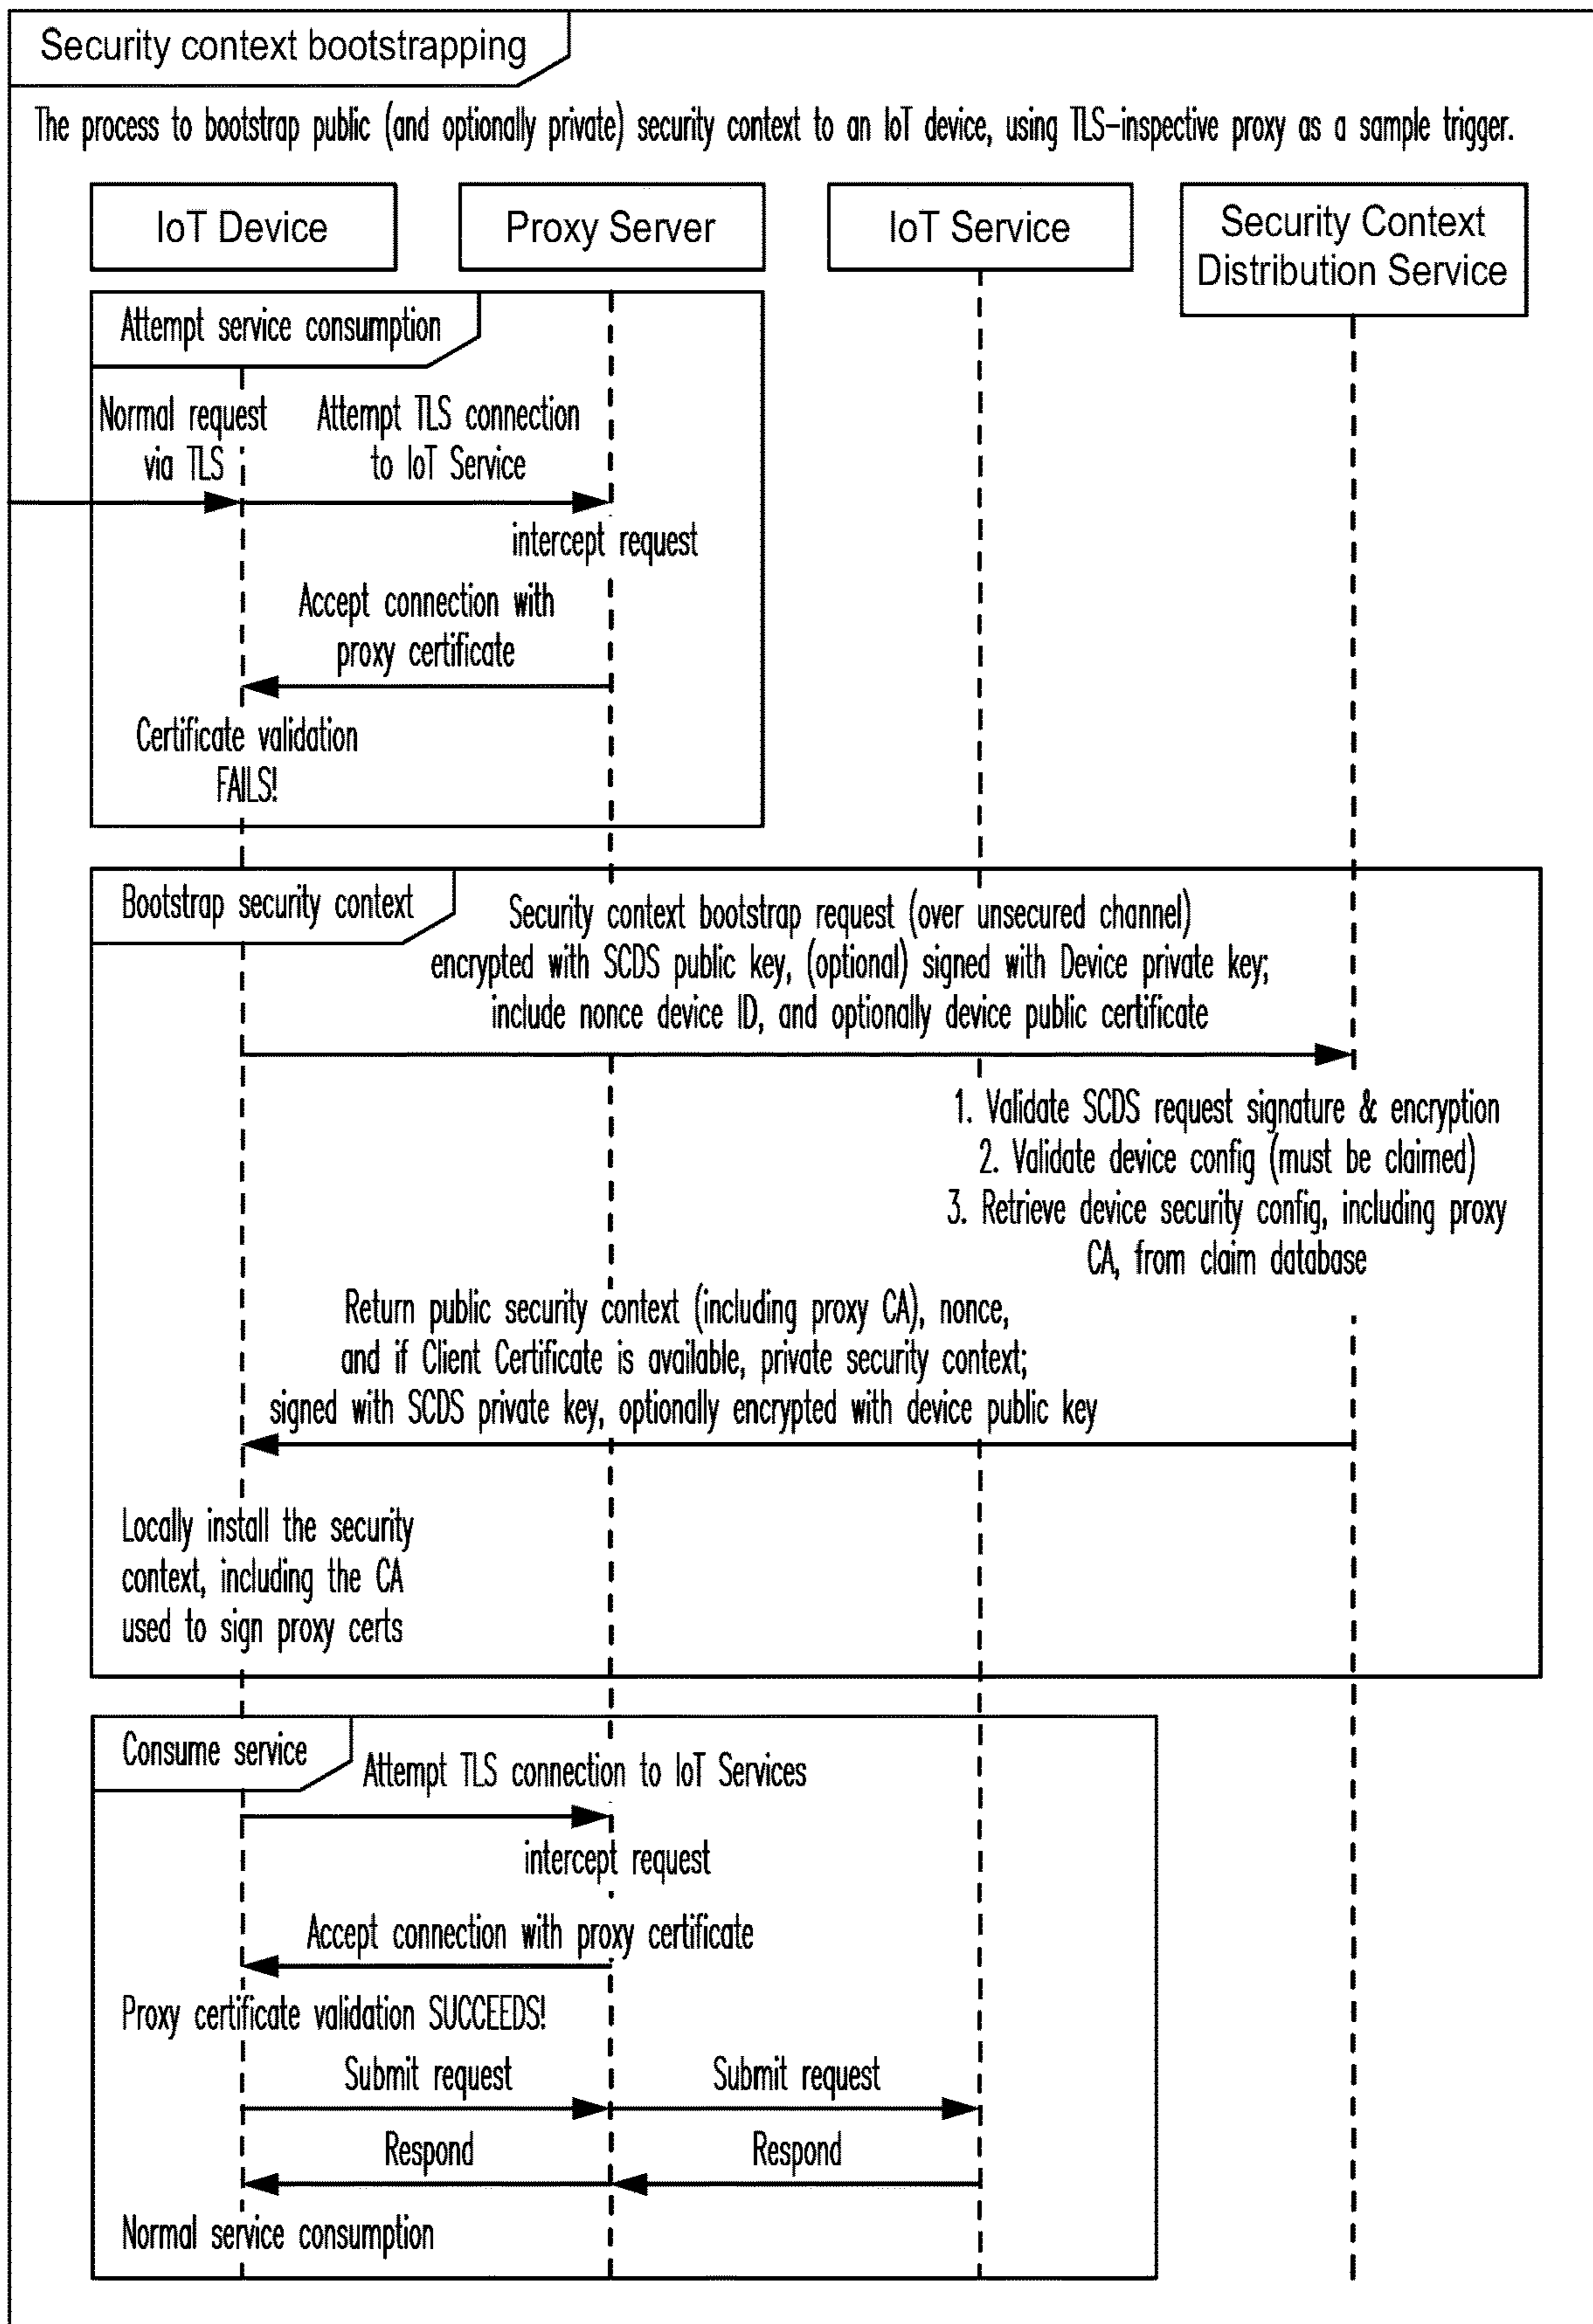 Security context bootstrapping
The process to bootstrap public (and optionally private) security context to an IoT device, using TLS-inspective proxy as a sample trigger.
IoT Device
Proxy Server
IoT Service
Security Context
Distribution Service
Attempt service consumption
Normal request
via TLS
Attempt TLS connection
to IoT Service
intercept request
Accept connection with
proxy certificate
Certificate validation
FAILS!
Bootstrap security context
Security context bootstrap request (over unsecured channel)
encrypted with SCDS public key, (optional) signed with Device private key;
include nonce device ID, and optionally device public certificate
1. Validate SCDS request signature & encryption
2. Validate device config (must be claimed)
3. Retrieve device security config, including proxy
CA, from claim database
Return public security context (including proxy CA), nonce,
and if Client Certificate is available, private security context;
signed with SCDS private key, optionally encrypted with device public key
Locally install the security
context, including the CA
used to sign proxy certs
Consume service
Attempt TLS connection to IoT Services
intercept request
Accept connection with proxy certificate
Proxy certificate validation SUCCEEDS!
Submit request
Submit request
Respond
Respond
Normal service consumption